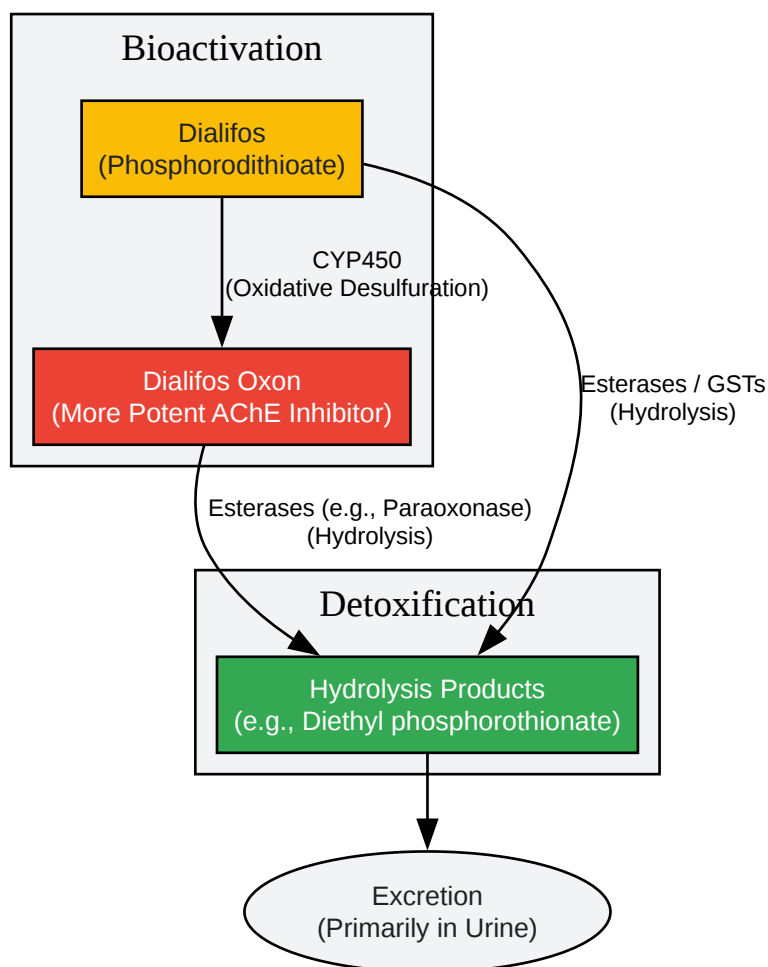 Bioactivation
Dialifos
(Phosphorodithioate)
CYP450
(Oxidative Desulfuration)
Dialifos Oxon
(More Potent AChE Inhibitor)
Esterases / GSTs
(Hydrolysis)
Esterases (e.g., Paraoxonase)
(Hydrolysis)
Detoxification
Hydrolysis Products
(e.g., Diethyl phosphorothionate)
Excretion
(Primarily in Urine)